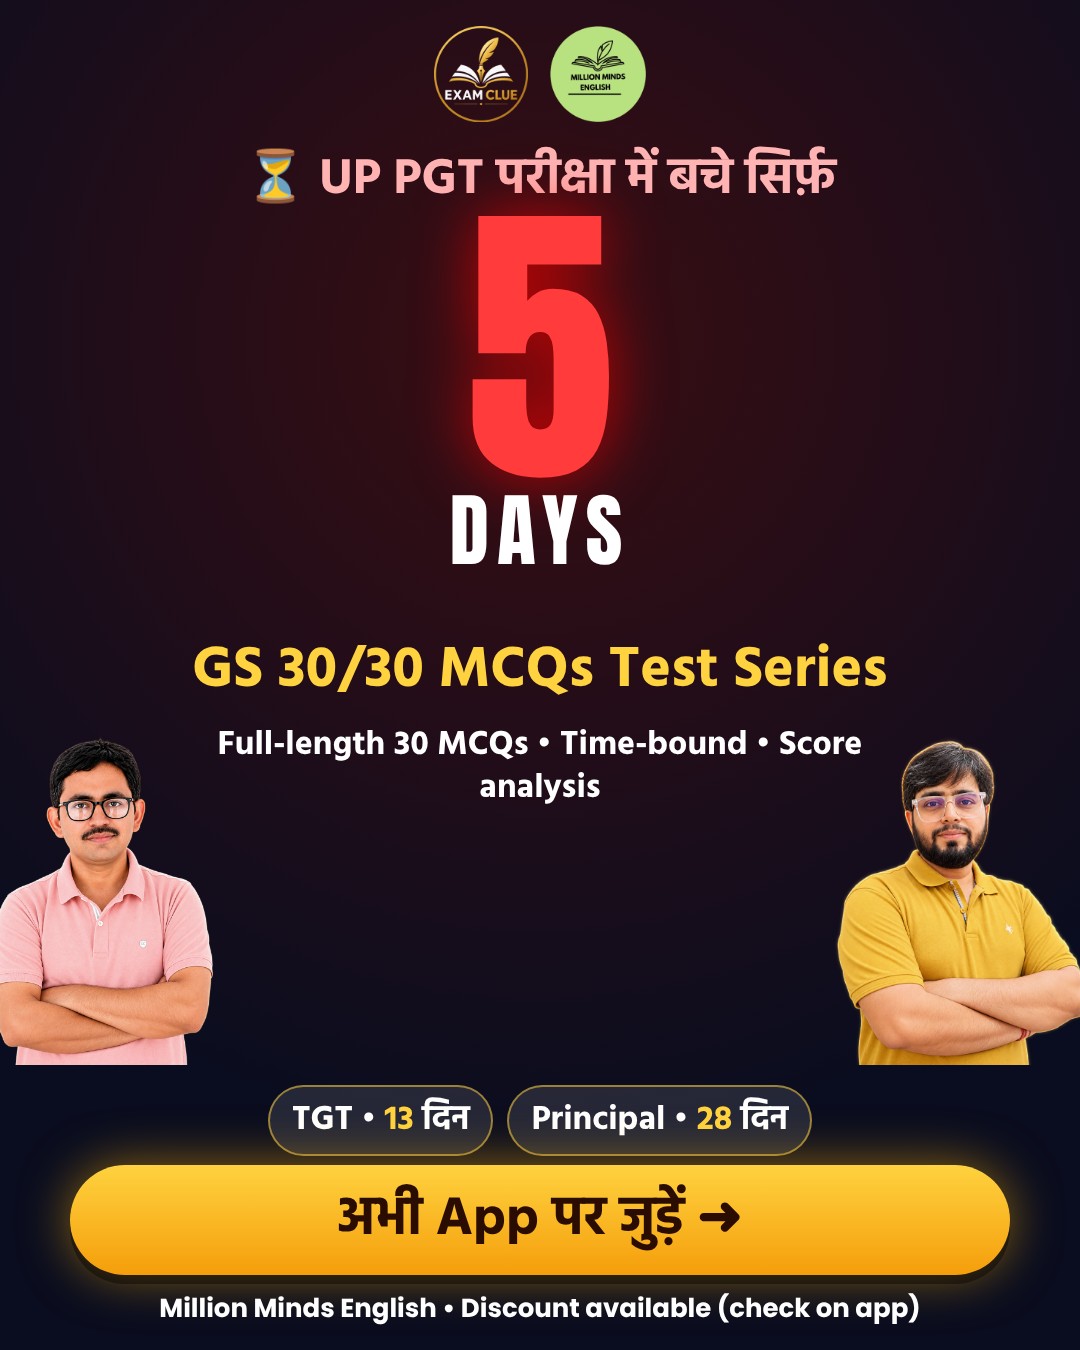 EXAM CLUE
MILLION MINDS
ENGLISH
⏳ UP PGT परीक्षा में बचे सिर्फ़
5
DAYS
GS 30/30 MCQs Test Series
Full-length 30 MCQs • Time-bound • Score
analysis
TGT • 13 दिन
Principal • 28 दिन
अभी App पर जुड़ें ➜
Million Minds English • Discount available (check on app)